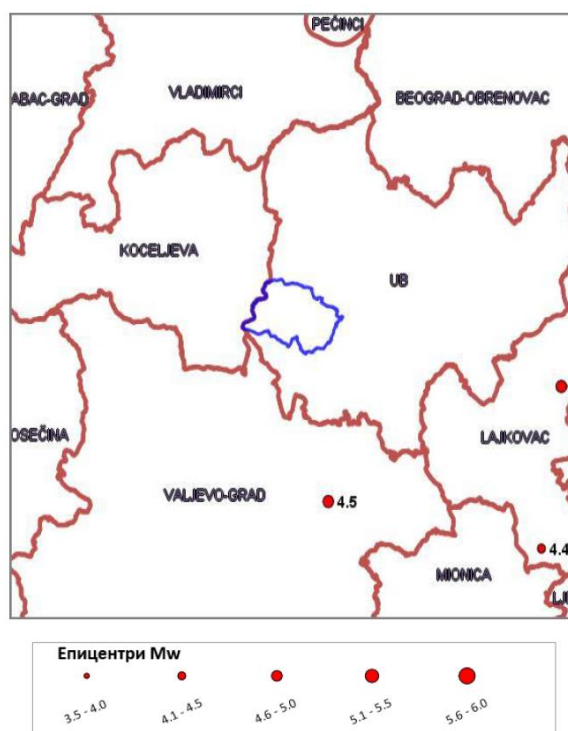 PEĆINCI
VLADIMIRCI
ABAC-GRAD
BEOGRAD-OBRENOVAC
KOCELJEVA
UB
OSEČINA
LAJKOVAC
VALJEVO-GRAD
4.5
4.4
MIONICA
LJ
Епицентри Mw
3.5 - 4.0
4.1 - 4.5
4.6 - 5.0
5.1 - 5.5
5.6 - 6.0